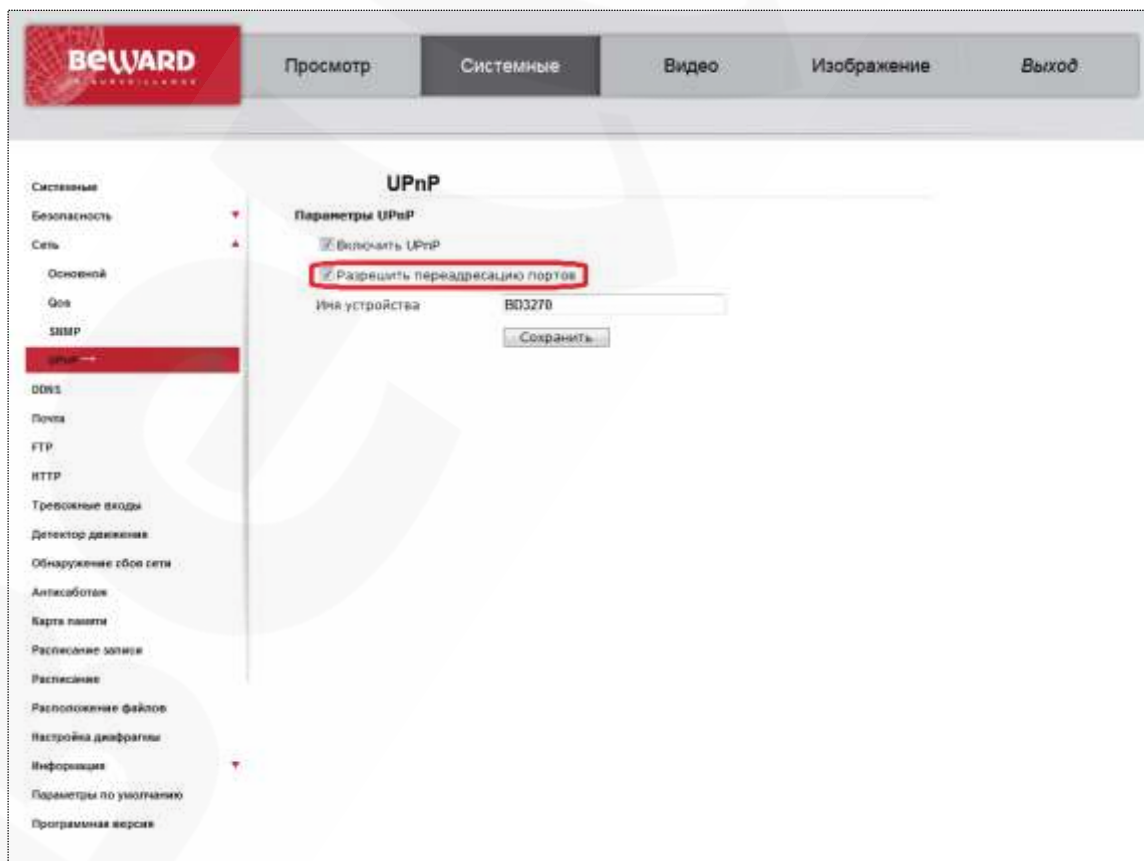 BEWARD
Просмотр
Системные
Видео
Изображение
Выход
Системные
Безопасность
Сеть
Основной
Qos
SNMP
UPnP
DDNS
Почта
FTP
HTTP
Тревожные входы
Детектор движения
Обнаружение сбоя сети
Антисаботаж
Карта памяти
Расписание записи
Расписание
Расположение файлов
Настройка диафрагмы
Информация
Параметры по умолчанию
Программная версия
UPnP
Параметры UPnP
Включить UPnP
Разрешить переадресацию портов
Имя устройства BD3270
Сохранить